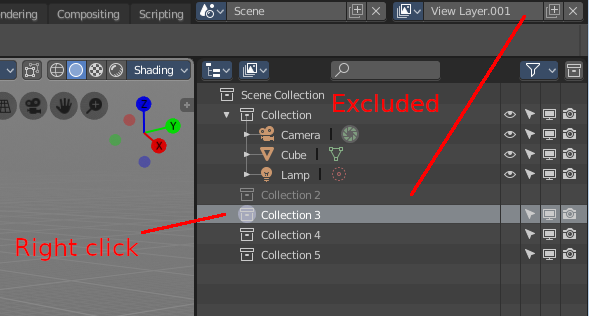 ndering Compositing Scripting Scene View Layer.001
Shading
Scene Collection
Excluded
Collection
Z
Y
X
Camera
Cube
Lamp
Collection 2
Collection 3
Right click
Collection 4
Collection 5